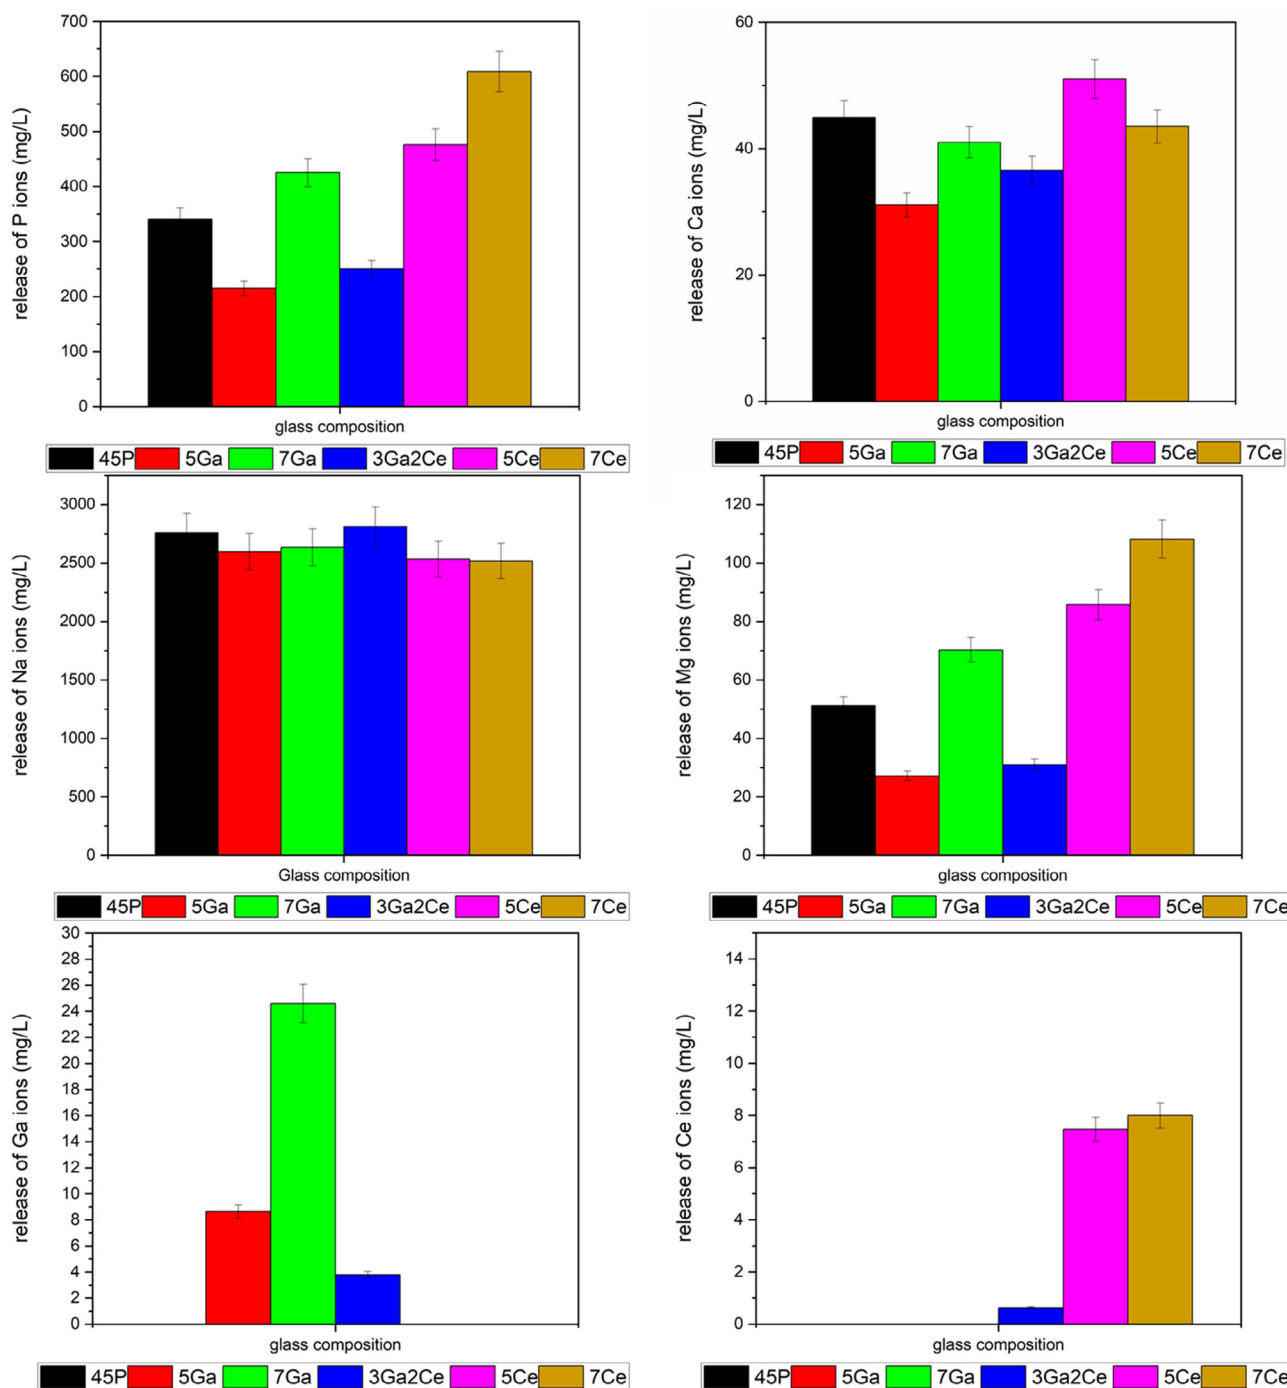 700
600
500
400
300
200
100
0
release of P ions (mg/L)
glass composition
45P 5Ga 7Ga 3Ga2Ce 5Ce 7Ce
60
40
20
0
release of Ca ions (mg/L)
glass composition
45P 5Ga 7Ga 3Ga2Ce 5Ce 7Ce
3000
2500
2000
1500
1000
500
0
release of Na ions (mg/L)
Glass composition
45P 5Ga 7Ga 3Ga2Ce 5Ce 7Ce
120
100
80
60
40
20
0
release of Mg ions (mg/L)
glass composition
45P 5Ga 7Ga 3Ga2Ce 5Ce 7Ce
30
28
26
24
22
20
18
16
14
12
10
8
6
4
2
0
release of Ga ions (mg/L)
glass composition
45P 5Ga 7Ga 3Ga2Ce 5Ce 7Ce
14
12
10
8
6
4
2
0
release of Ce ions (mg/L)
glass composition
45P 5Ga 7Ga 3Ga2Ce 5Ce 7Ce